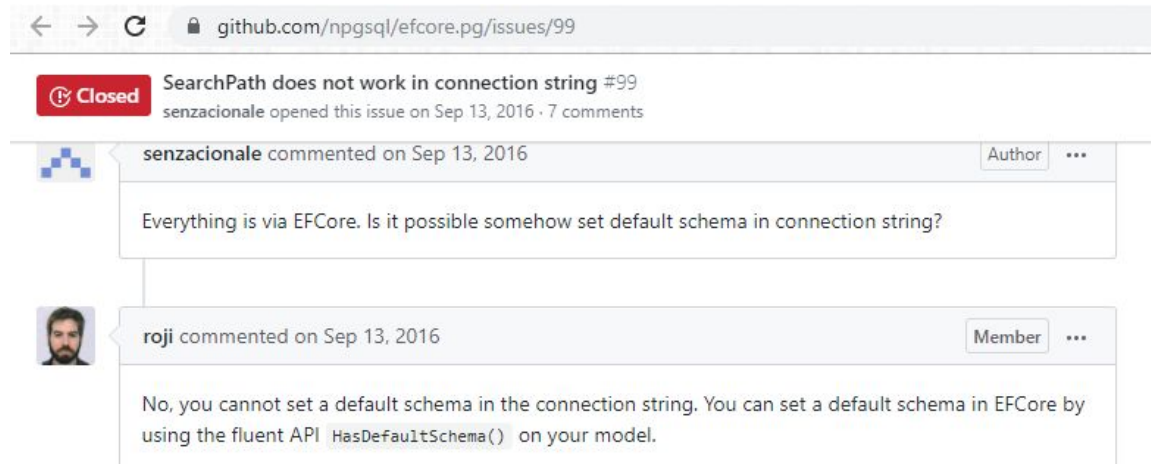 github.com/npgsql/efcore.pg/issues/99
Closed
SearchPath does not work in connection string #99
senzacionale opened this issue on Sep 13, 2016 · 7 comments
senzacionale commented on Sep 13, 2016 Author ...
Everything is via EFCore. Is it possible somehow set default schema in connection string?
roji commented on Sep 13, 2016 Member ...
No, you cannot set a default schema in the connection string. You can set a default schema in EFCore by
using the fluent API HasDefaultSchema() on your model.